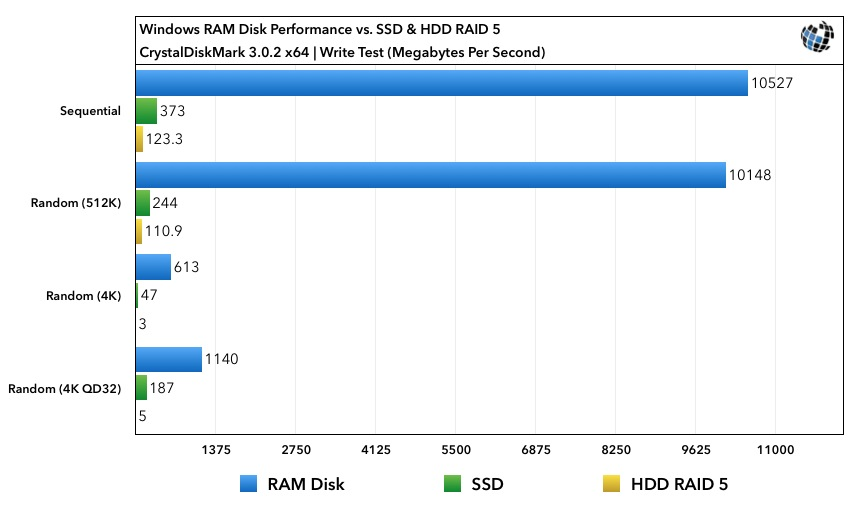 Windows RAM Disk Performance vs. SSD & HDD RAID 5
CrystalDiskMark 3.0.2 x64 | Write Test (Megabytes Per Second)
10527
Sequential 373
123.3
10148
Random (512K) 244
110.9
613
Random (4K) 47
3
1140
Random (4K QD32) 187
5
1375 2750 4125 5500 6875 8250 9625 11000
RAM Disk SSD HDD RAID 5